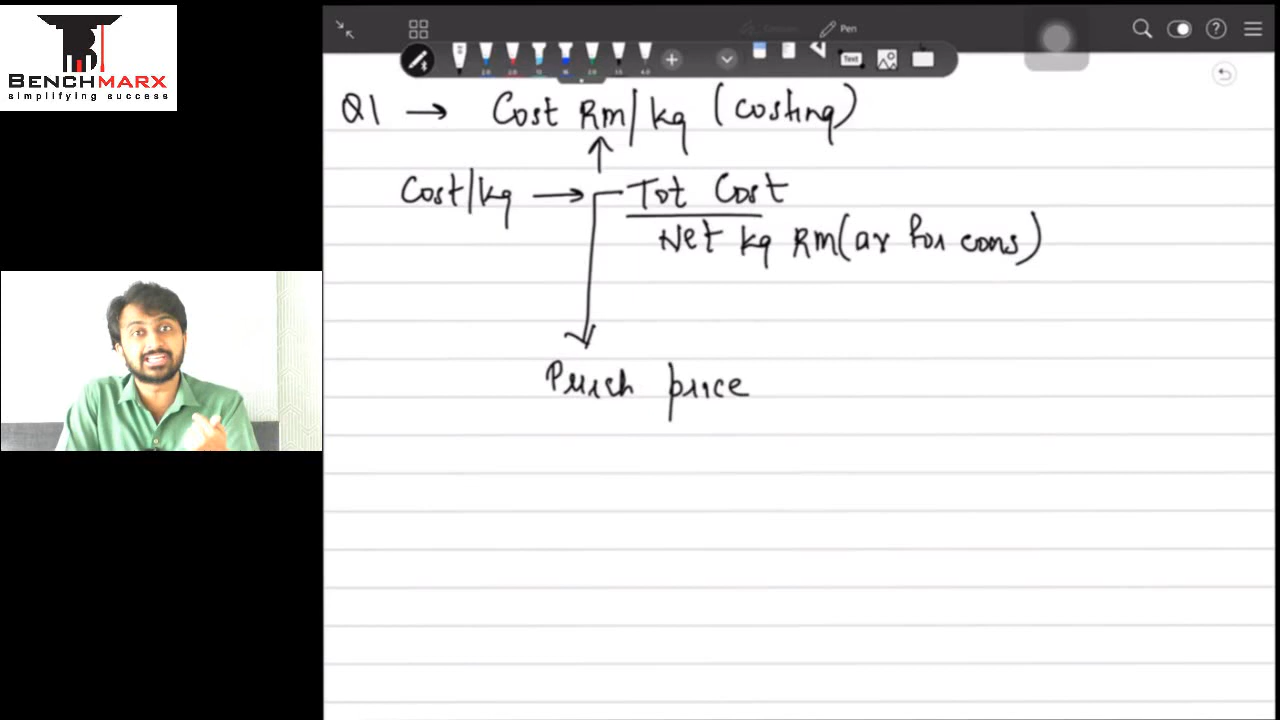 BENCHMARX
simplifying success
Pen
Text
Q1 → Cost Rm/kg (costing)
Cost/kg → Tot Cost
Net kg Rm (av for cons)
Purch price